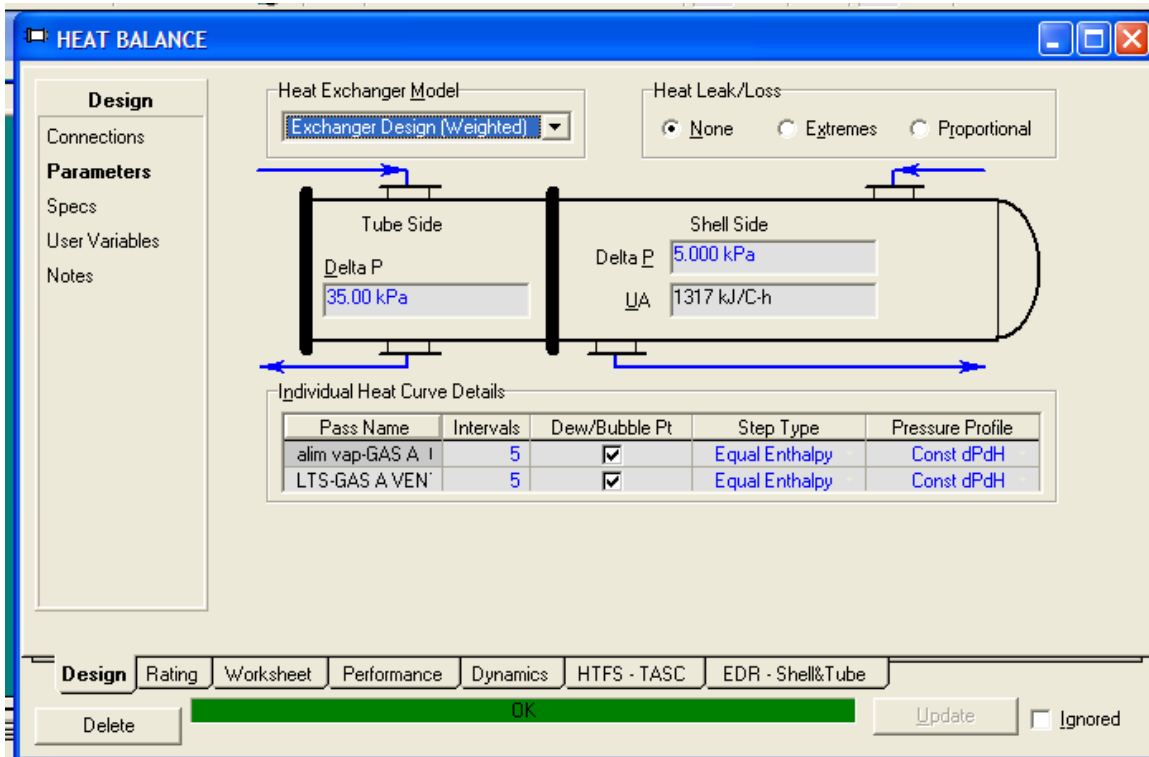 HEAT BALANCE
Design
Connections
Parameters
Specs
User Variables
Notes
Heat Exchanger Model
Exchanger Design (Weighted)
Heat Leak/Loss
None Extremes Proportional
Tube Side
Delta P
35.00 kPa
Shell Side
Delta P 5.000 kPa
UA 1317 kJ/C-h
Individual Heat Curve Details
Pass Name Intervals Dew/Bubble Pt Step Type Pressure Profile
alim vap-GAS A 5 Equal Enthalpy Const dPdH
LTS-GAS A VEN 5 Equal Enthalpy Const dPdH
Design Rating Worksheet Performance Dynamics HTFS - TASC EDR - Shell&Tube
Delete OK Update Ignored